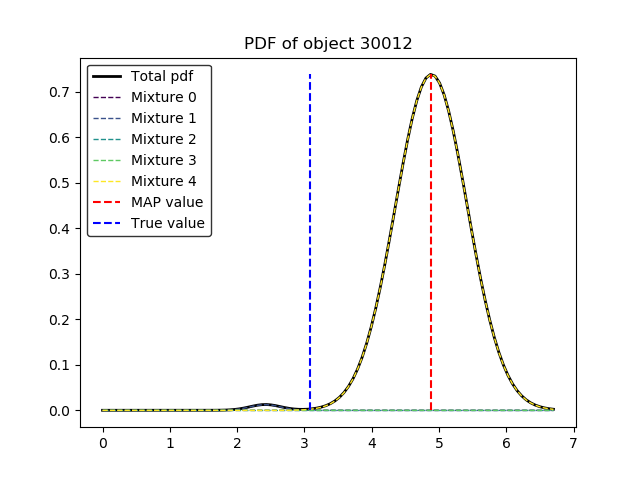 PDF of object 30012
Total pdf
Mixture 0
Mixture 1
Mixture 2
Mixture 3
Mixture 4
MAP value
True value
0.7
0.6
0.5
0.4
0.3
0.2
0.1
0.0
0 1 2 3 4 5 6 7